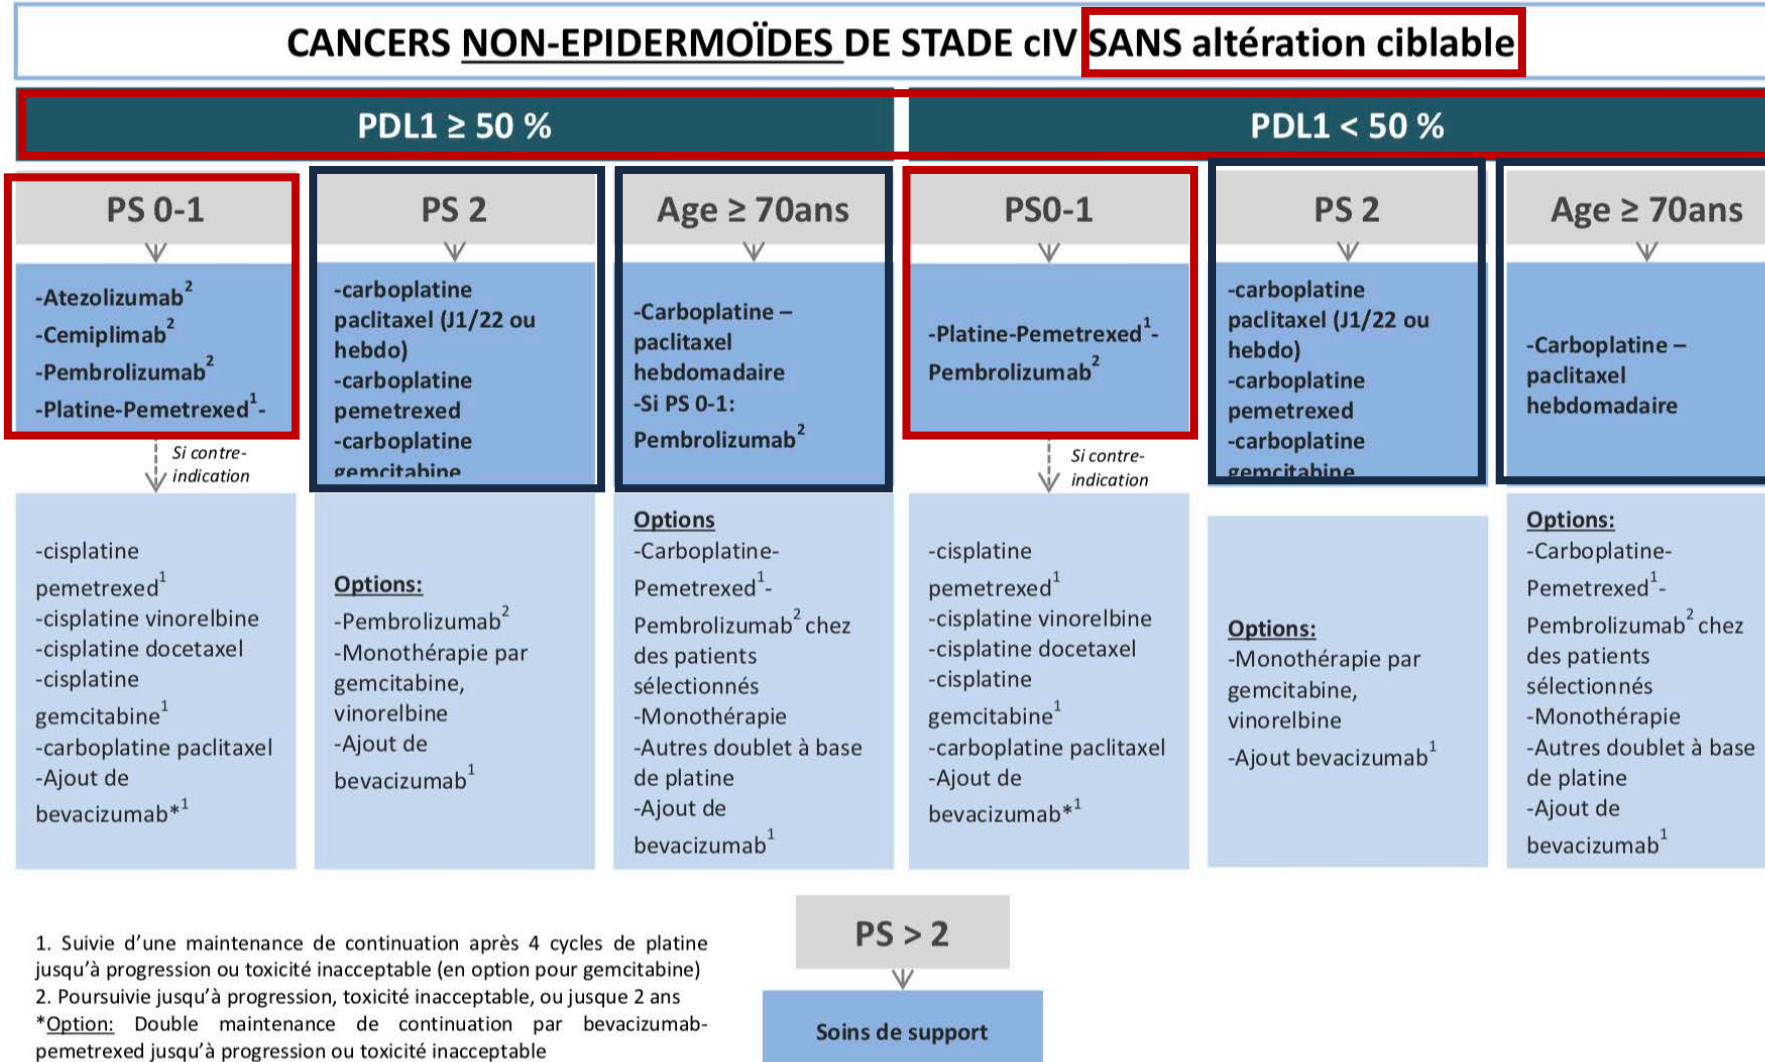 CANCERS NON-EPIDERMOÏDES DE STADE cIV SANS altération ciblable
PDL1 ≥ 50 %
PDL1 < 50 %
PS 0-1
PS 2
Age ≥ 70ans
PS0-1
PS 2
Age ≥ 70ans
-Atezolizumab²
-Cemiplimab²
-Pembrolizumab²
-Platine-Pemetrexed¹-
-carboplatine
paclitaxel (J1/22 ou
hebdo)
-carboplatine
pemetrexed
-carboplatine
gemcitabine
-Carboplatine –
paclitaxel
hebdomadaire
-Si PS 0-1:
Pembrolizumab²
-Platine-Pemetrexed¹-
Pembrolizumab²
-carboplatine
paclitaxel (J1/22 ou
hebdo)
-carboplatine
pemetrexed
-carboplatine
gemcitabine
-Carboplatine –
paclitaxel
hebdomadaire
Si contre-
indication
Si contre-
indication
-cisplatine
pemetrexed¹
-cisplatine vinorelbine
-cisplatine docetaxel
-cisplatine
gemcitabine¹
-carboplatine paclitaxel
-Ajout de
bevacizumab*¹
Options:
-Pembrolizumab²
-Monothérapie par
gemcitabine,
vinorelbine
-Ajout de
bevacizumab¹
Options
-Carboplatine-
Pemetrexed¹-
Pembrolizumab² chez
des patients
sélectionnés
-Monothérapie
-Autres doublet à base
de platine
-Ajout de
bevacizumab¹
-cisplatine
pemetrexed¹
-cisplatine vinorelbine
-cisplatine docetaxel
-cisplatine
gemcitabine¹
-carboplatine paclitaxel
-Ajout de
bevacizumab*¹
Options:
-Monothérapie par
gemcitabine,
vinorelbine
-Ajout bevacizumab¹
Options:
-Carboplatine-
Pemetrexed¹-
Pembrolizumab² chez
des patients
sélectionnés
-Monothérapie
-Autres doublet à base
de platine
-Ajout de
bevacizumab¹
1. Suivie d'une maintenance de continuation après 4 cycles de platine
jusqu'à progression ou toxicité inacceptable (en option pour gemcitabine)
2. Poursuivie jusqu'à progression, toxicité inacceptable, ou jusque 2 ans
*Option: Double maintenance de continuation par bevacizumab-
pemetrexed jusqu'à progression ou toxicité inacceptable
PS > 2
Soins de support